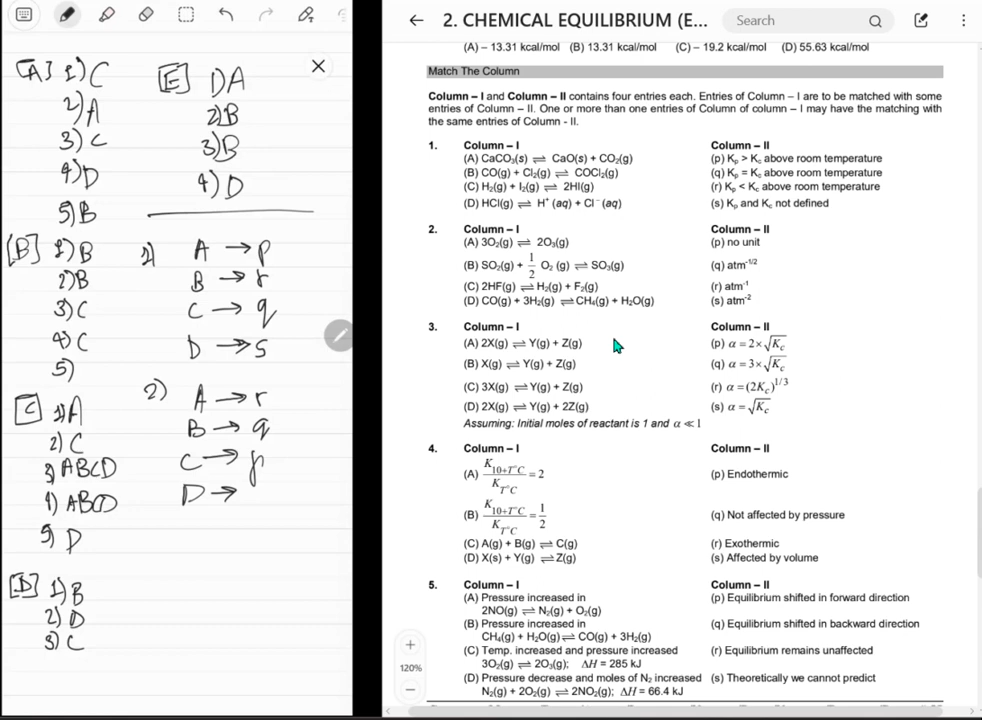 [A] 1) C
2) A
3) C
4) D
5) B
[B] 1) B
2) B
3) C
4) C
5)
[C] 1) A
2) C
3) ABCD
4) ABCD
5) D
[D] 1) B
2) D
3) C
[E] 1) A
2) B
3) B
4) D
1) A → p
B → r
C → q
D → s
2) A → r
B → q
C → p
D →
2. CHEMICAL EQUILIBRIUM (E...
Search
(A) – 13.31 kcal/mol (B) 13.31 kcal/mol (C) – 19.2 kcal/mol (D) 55.63 kcal/mol
Match The Column
Column – I and Column – II contains four entries each. Entries of Column – I are to be matched with some
entries of Column – II. One or more than one entries of Column of column – I may have the matching with
the same entries of Column - II.
1. Column – I Column – II
(A) CaCO₃(s) ⇌ CaO(s) + CO₂(g) (p) Kp > Kc above room temperature
(B) CO(g) + Cl₂(g) ⇌ COCl₂(g) (q) Kp = Kc above room temperature
(C) H₂(g) + I₂(g) ⇌ 2HI(g) (r) Kp < Kc above room temperature
(D) HCl(g) ⇌ H⁺ (aq) + Cl⁻ (aq) (s) Kp and Kc not defined
2. Column – I Column – II
(A) 3O₂(g) ⇌ 2O₃(g) (p) no unit
(B) SO₂(g) + 1/2 O₂ (g) ⇌ SO₃(g) (q) atm⁻¹/²
(C) 2HF(g) ⇌ H₂(g) + F₂(g) (r) atm⁻¹
(D) CO(g) + 3H₂(g) ⇌ CH₄(g) + H₂O(g) (s) atm⁻²
3. Column – I Column – II
(A) 2X(g) ⇌ Y(g) + Z(g) (p) α = 2×√Kc
(B) X(g) ⇌ Y(g) + Z(g) (q) α = 3×√Kc
(C) 3X(g) ⇌ Y(g) + Z(g) (r) α = (2Kc)^1/3
(D) 2X(g) ⇌ Y(g) + 2Z(g) (s) α = √Kc
Assuming: Initial moles of reactant is 1 and α ≪ 1
4. Column – I Column – II
(A) K₁₀₊T°C / K T°C = 2 (p) Endothermic
(B) K₁₀₊T°C / K T°C = 1/2 (q) Not affected by pressure
(C) A(g) + B(g) ⇌ C(g) (r) Exothermic
(D) X(s) + Y(g) ⇌ Z(g) (s) Affected by volume
5. Column – I Column – II
(A) Pressure increased in (p) Equilibrium shifted in forward direction
2NO(g) ⇌ N₂(g) + O₂(g)
(B) Pressure increased in (q) Equilibrium shifted in backward direction
CH₄(g) + H₂O(g) ⇌ CO(g) + 3H₂(g)
(C) Temp. increased and pressure increased (r) Equilibrium remains unaffected
3O₂(g) ⇌ 2O₃(g); ΔH = 285 kJ
(D) Pressure decrease and moles of N₂ increased (s) Theoretically we cannot predict
N₂(g) + 2O₂(g) ⇌ 2NO₂(g); ΔH = 66.4 kJ
120%